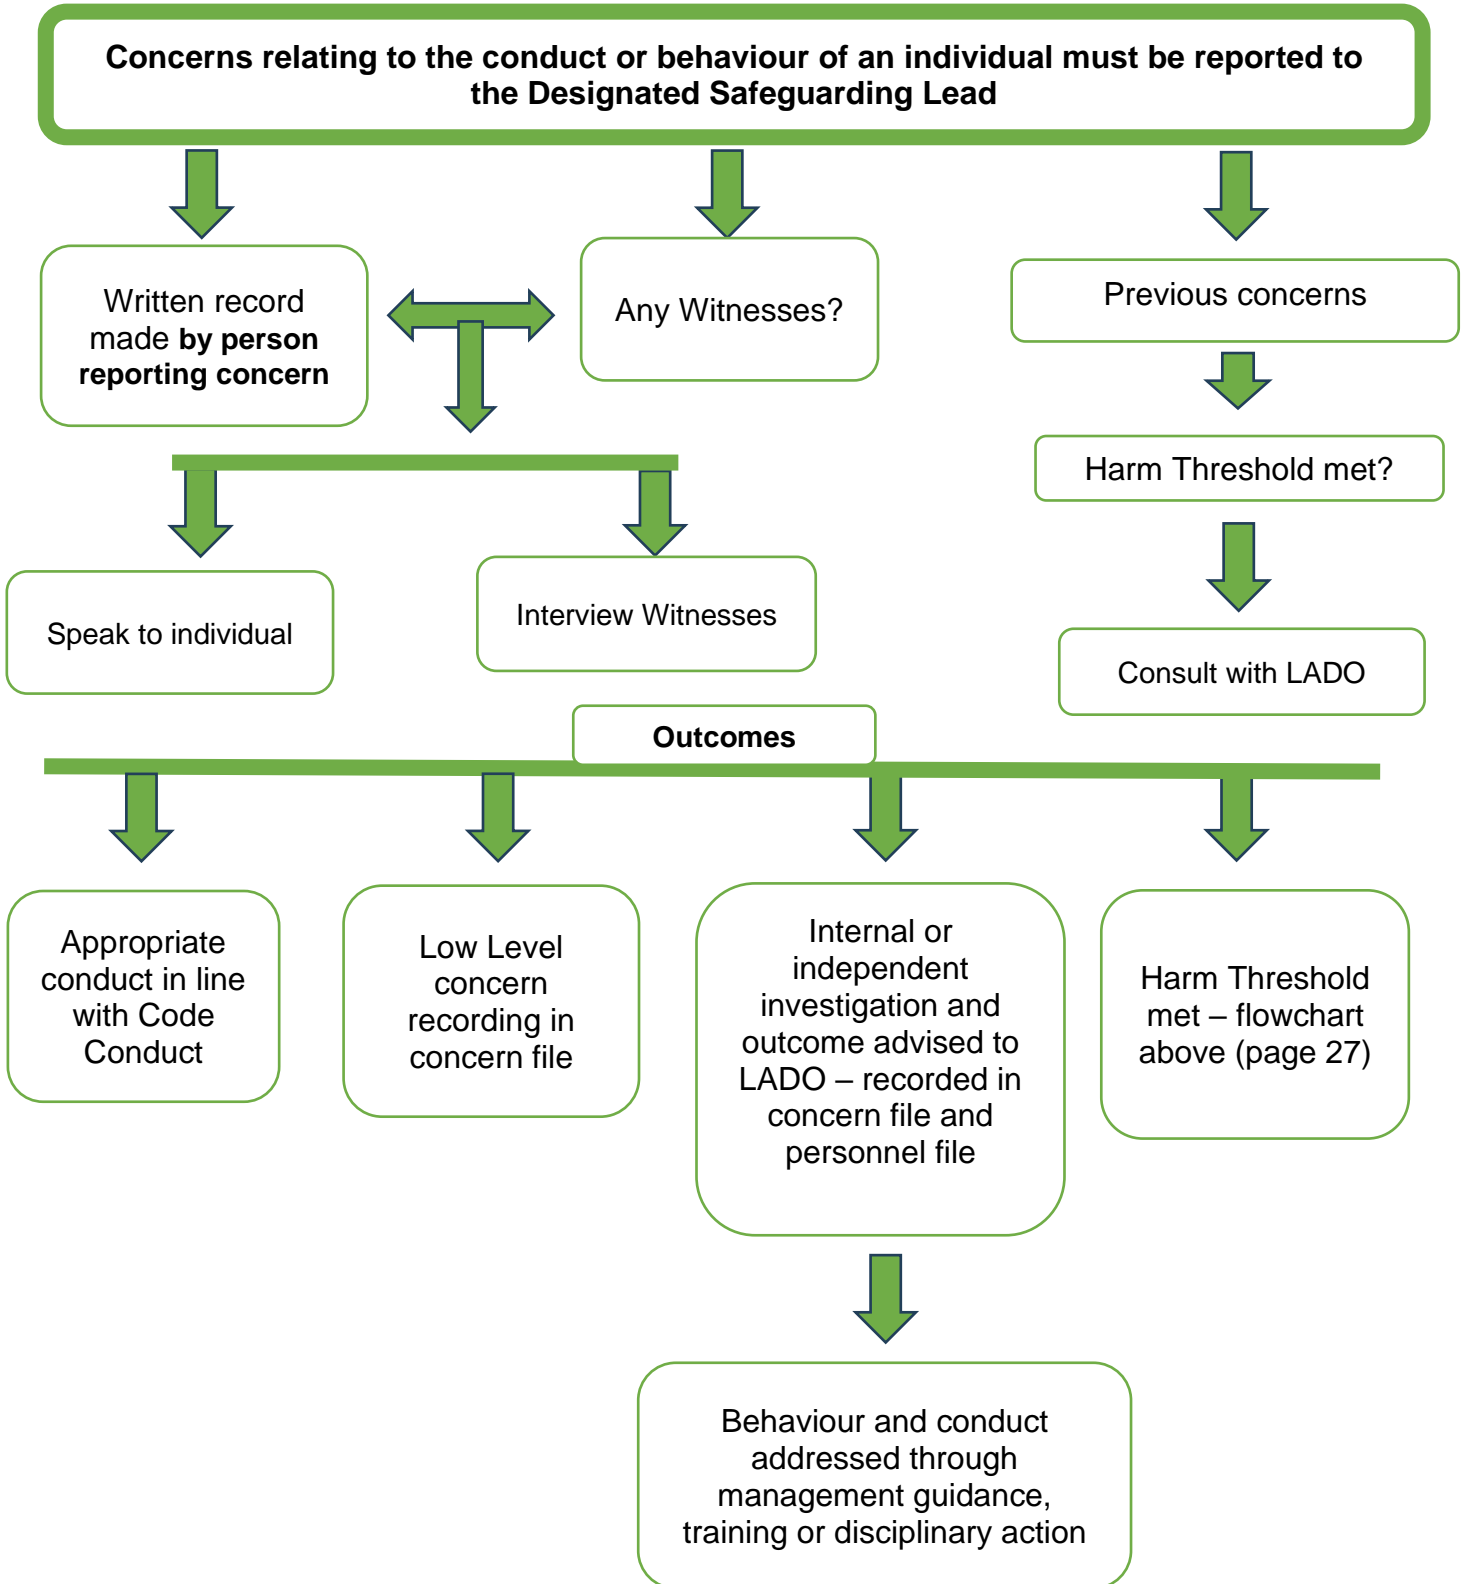 Concerns relating to the conduct or behaviour of an individual must be reported to
the Designated Safeguarding Lead
Written record
made by person
reporting concern
Any Witnesses?
Previous concerns
Harm Threshold met?
Speak to individual
Interview Witnesses
Consult with LADO
Outcomes
Appropriate
conduct in line
with Code
Conduct
Low Level
concern
recording in
concern file
Internal or
independent
investigation and
outcome advised to
LADO – recorded in
concern file and
personnel file
Harm Threshold
met – flowchart
above (page 27)
Behaviour and conduct
addressed through
management guidance,
training or disciplinary action